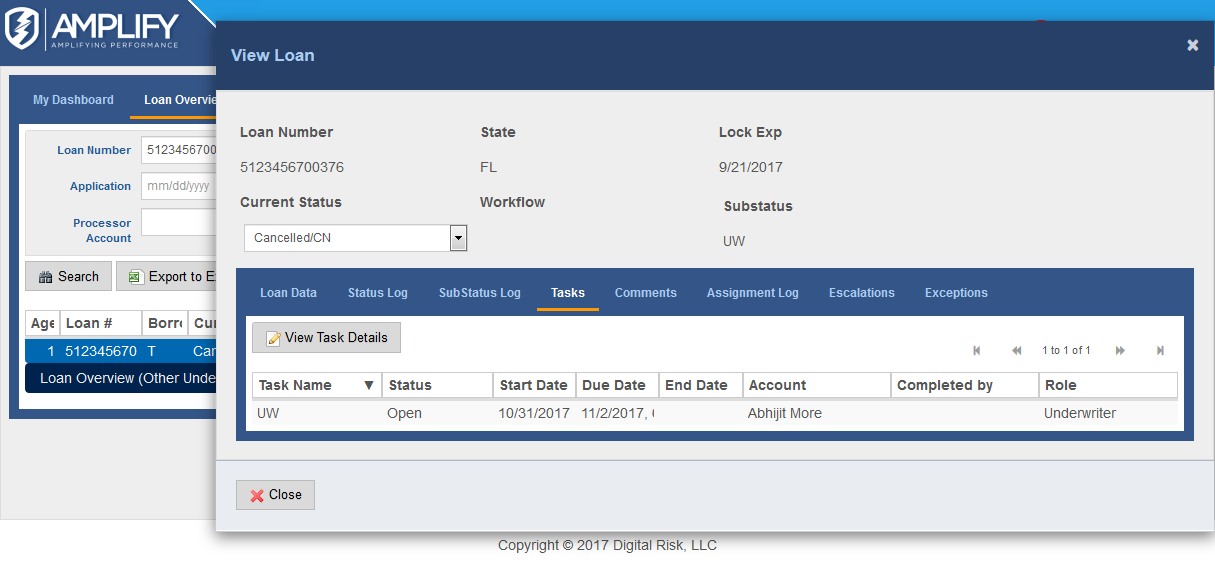 AMPLIFY
AMPLIFYING PERFORMANCE
My Dashboard Loan Overvie
Loan Number 5123456700
Application mm/dd/yyyy
Processor
Account
Search Export to E
Age Loan # Borro Cur
1 512345670 T Can
Loan Overview (Other Unde
View Loan
Loan Number State Lock Exp
5123456700376 FL 9/21/2017
Current Status Workflow Substatus
Cancelled/CN UW
Loan Data Status Log SubStatus Log Tasks Comments Assignment Log Escalations Exceptions
View Task Details
1 to 1 of 1
Task Name ▼ Status Start Date Due Date End Date Account Completed by Role
UW Open 10/31/2017 11/2/2017, Abhijit More Underwriter
Close
Copyright © 2017 Digital Risk, LLC